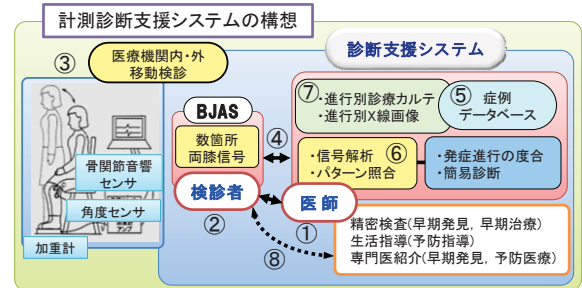 計測診断支援システムの構想
③
医療機関内・外
移動検診
骨関節音響
センサ
角度センサ
加重計
BJAS
数箇所
両膝信号
検診者
②
④
診断支援システム
⑦
・進行別診療カルテ
・進行別X線画像
⑤ 症例
データベース
・信号解析 ⑥
・パターン照合
・発症進行の度合
・簡易診断
医師
①
⑧
精密検査(早期発見, 早期治療)
生活指導(予防指導)
専門医紹介(早期発見, 予防医療)